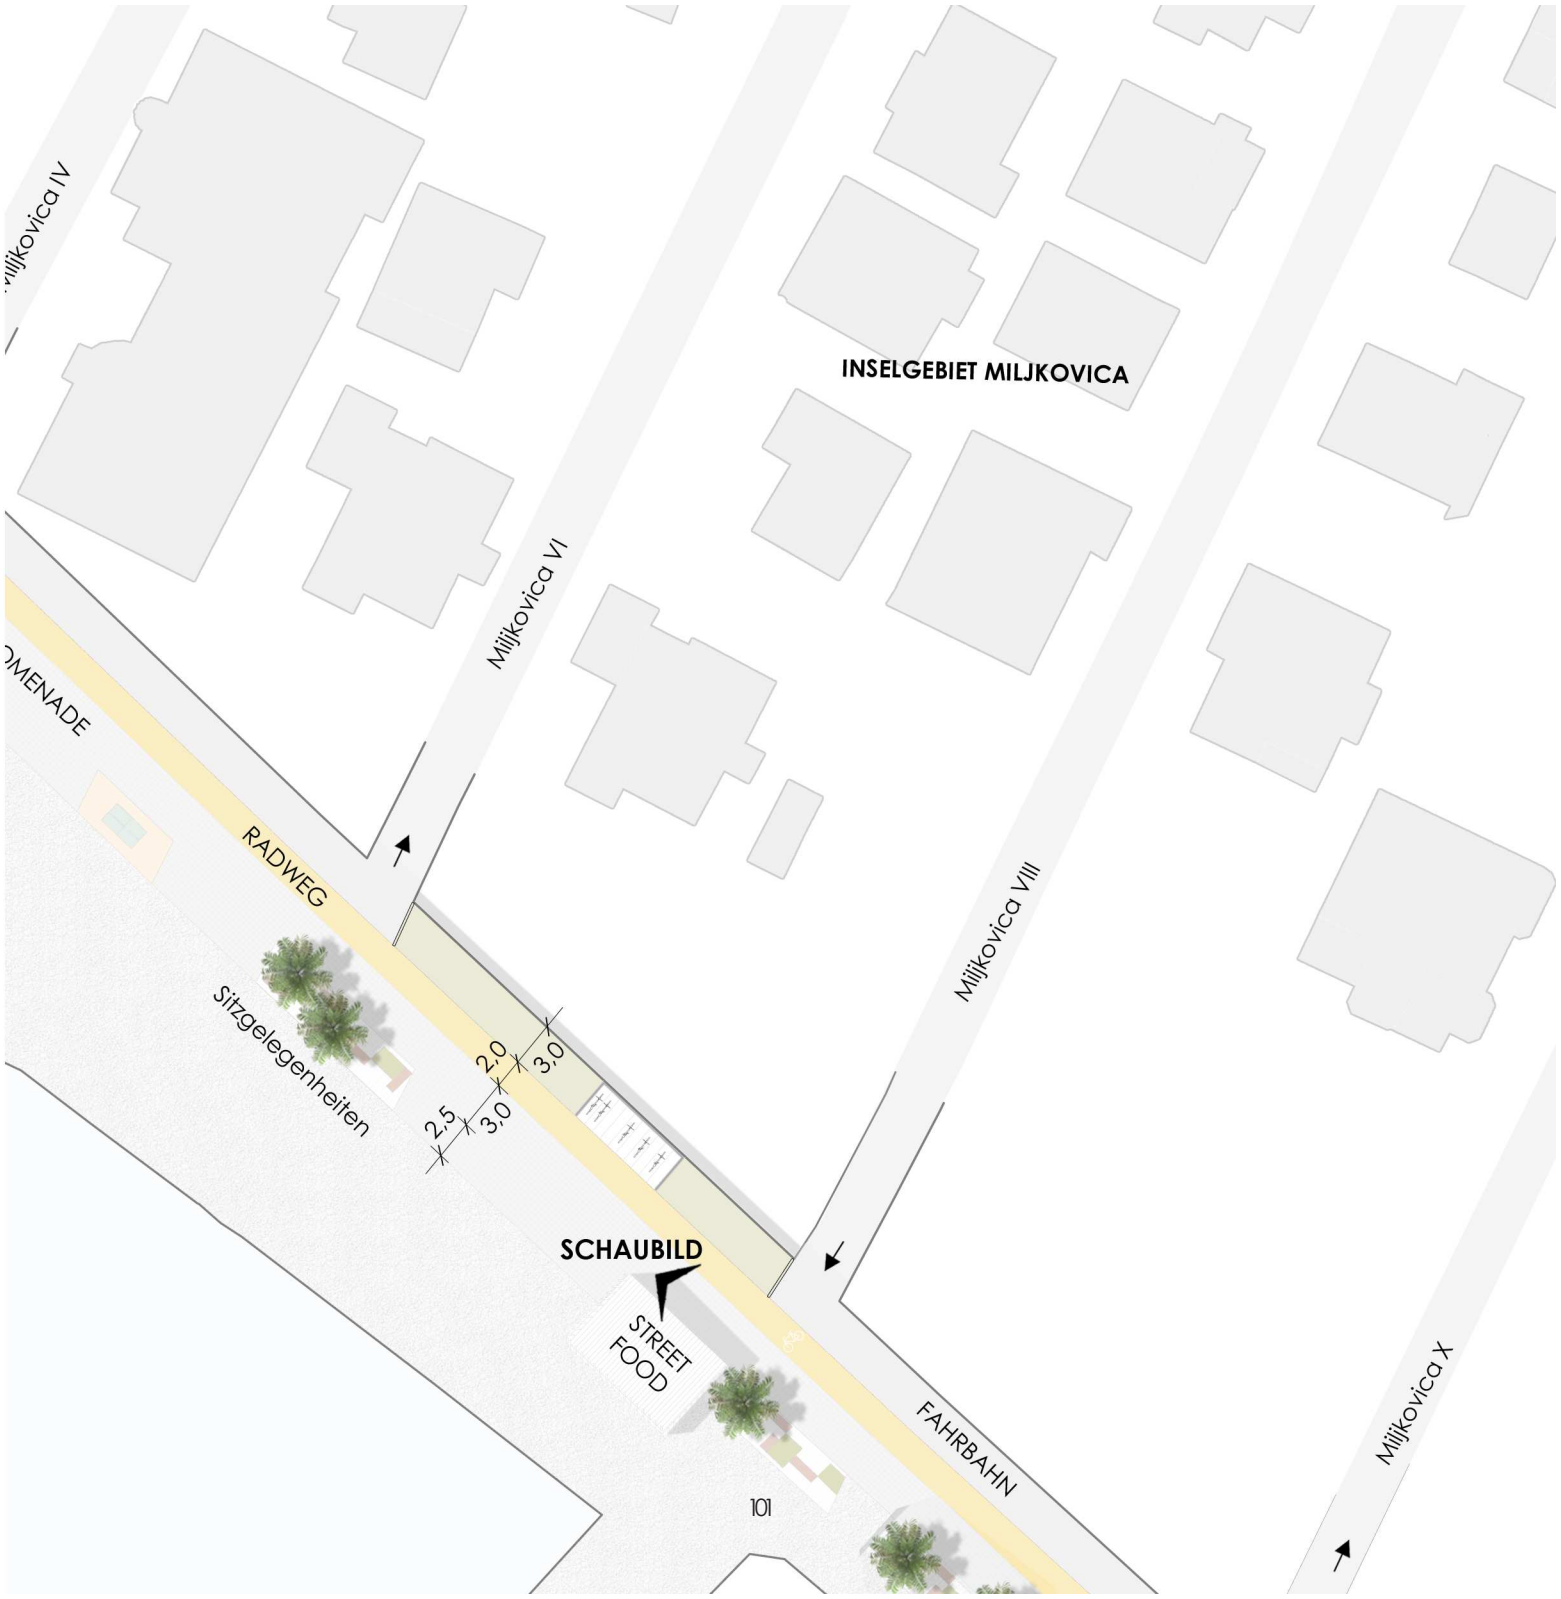 Miljkovica IV
INSELGEBIET MILJKOVICA
Miljkovica VI
OMENADE
RADWEG
Miljkovica VIII
Sitzgelegenheiten
2,0
3,0
2,5
3,0
SCHAUBILD
STREET
FOOD
FAHRBAHN
Miljkovica X
101